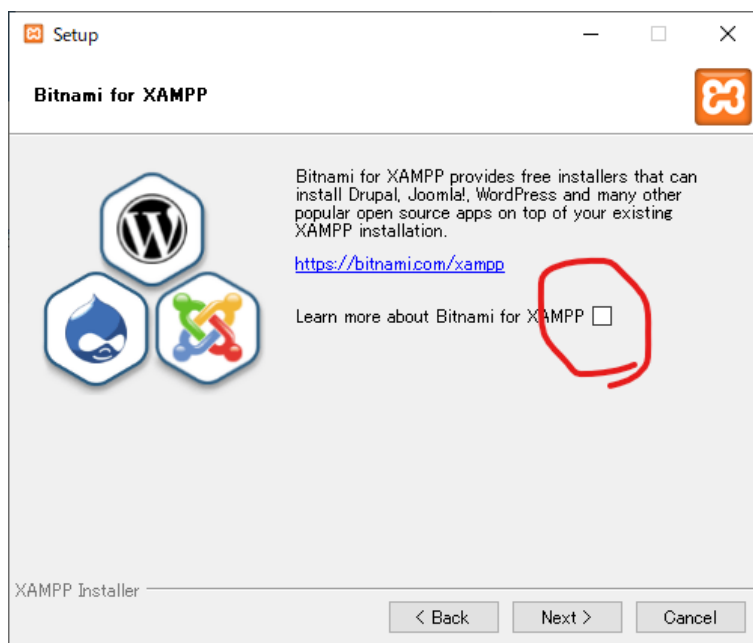 Setup
Bitnami for XAMPP
Bitnami for XAMPP provides free installers that can
install Drupal, Joomla!, WordPress and many other
popular open source apps on top of your existing
XAMPP installation.
https://bitnami.com/xampp
Learn more about Bitnami for XAMPP
XAMPP Installer
< Back
Next >
Cancel